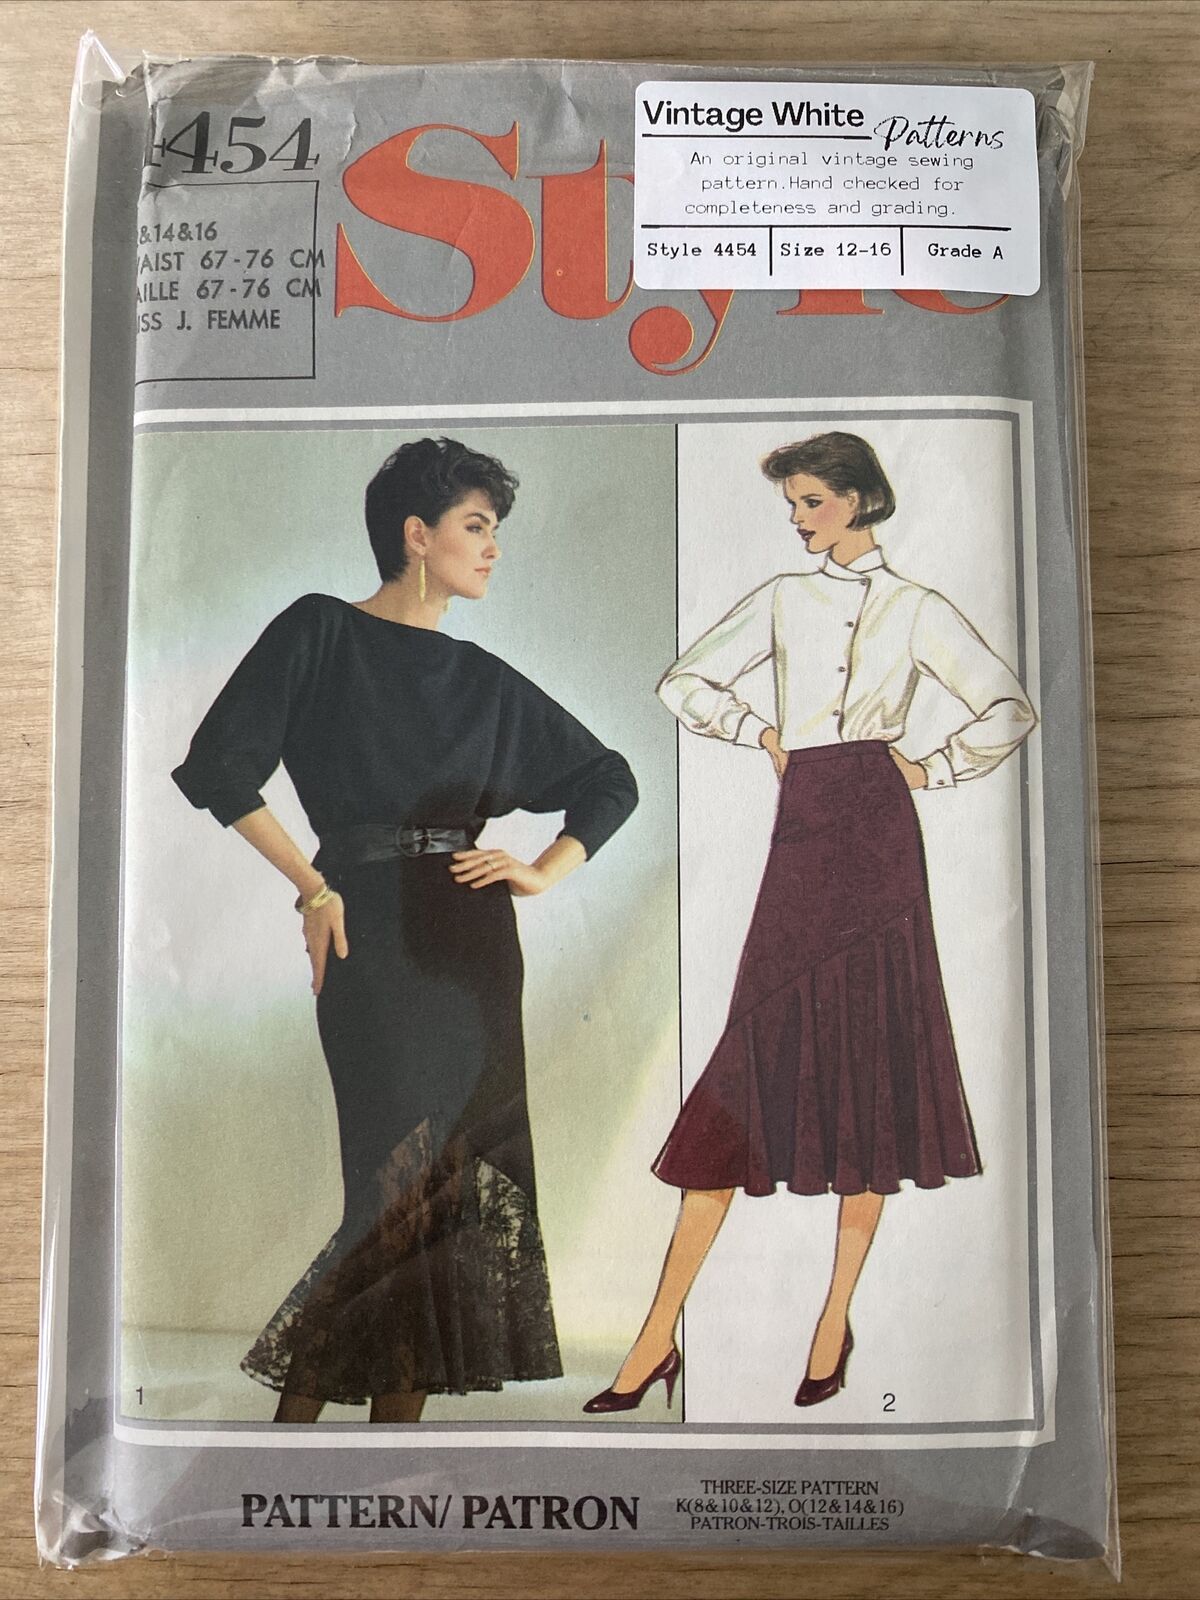 4454
Style
Vintage White Patterns
An original vintage sewing
pattern.Hand checked for
completeness and grading.
Style 4454 Size 12-16 Grade A
&14&16
AIST 67-76 CM
AILLE 67-76 CM
ISS J. FEMME
1
2
PATTERN/ PATRON
THREE-SIZE PATTERN
K(8&10&12), O(12&14&16)
PATRON-TROIS-TAILLES